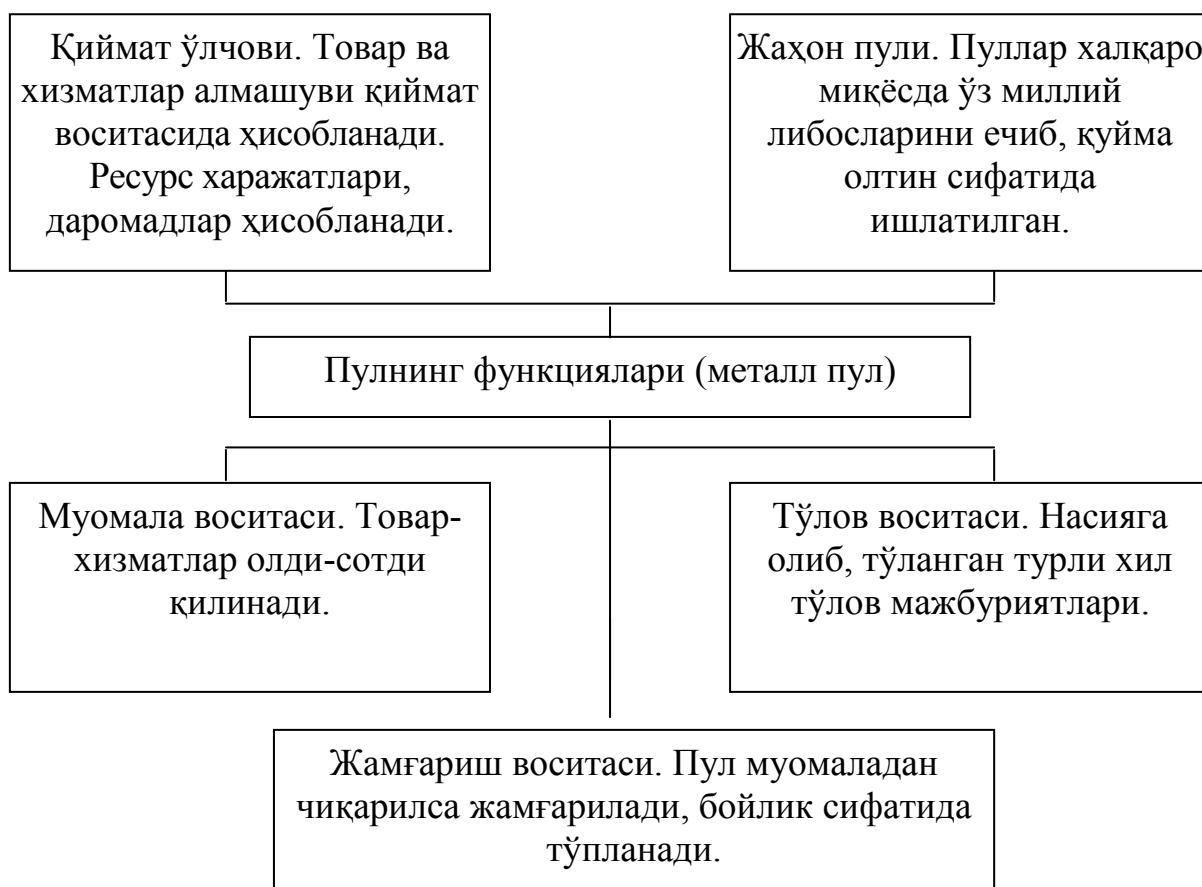 Қиймат ўлчови. Товар ва
хизматлар алмашуви қиймат
воситасида ҳисобланади.
Ресурс харажатлари,
даромадлар ҳисобланади.
Жаҳон пули. Пуллар халқаро
миқёсда ўз миллий
либосларини ечиб, қуйма
олтин сифатида
ишлатилган.
Пулнинг функциялари (металл пул)
Муомала воситаси. Товар-
хизматлар олди-сотди
қилинади.
Тўлов воситаси. Насияга
олиб, тўланган турли хил
тўлов мажбуриятлари.
Жамғариш воситаси. Пул муомаладан
чиқарилса жамғарилади, бойлик сифатида
тўпланади.